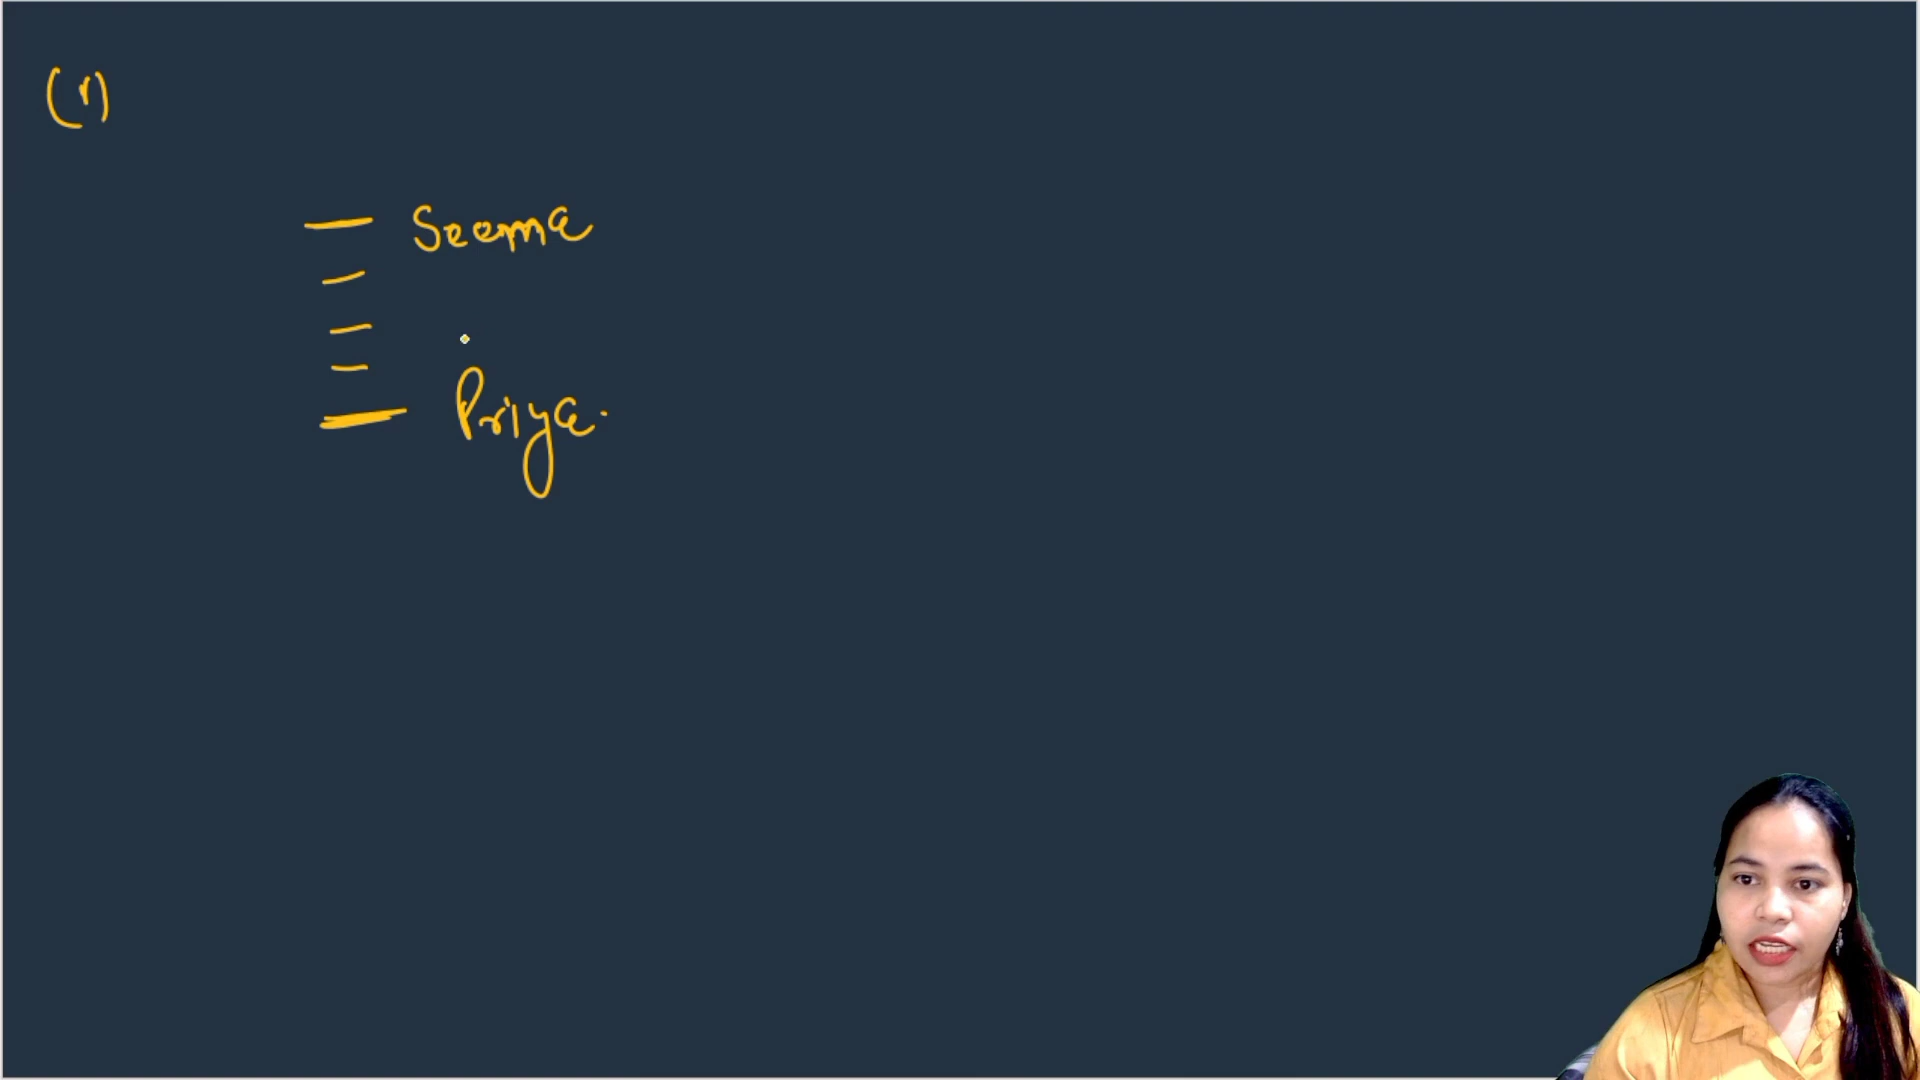 (1)
— Seema
—
—
—
— Priya.